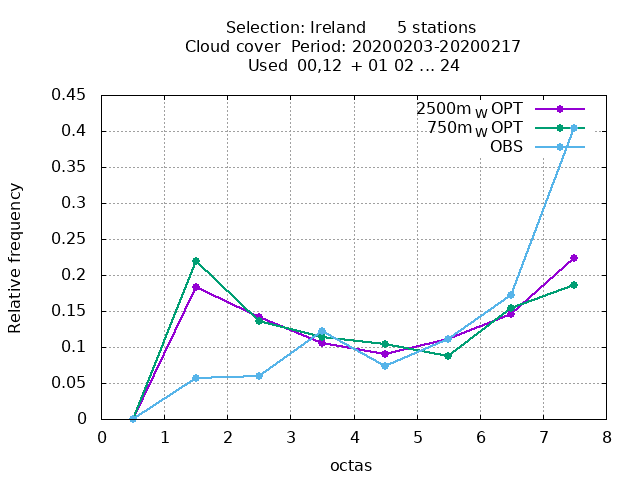 Selection: Ireland 5 stations
Cloud cover Period: 20200203-20200217
Used 00,12 + 01 02 ... 24
2500m W OPT
750m W OPT
OBS
0.45
0.4
0.35
0.3
0.25
0.2
0.15
0.1
0.05
0
Relative frequency
0 1 2 3 4 5 6 7 8
octas